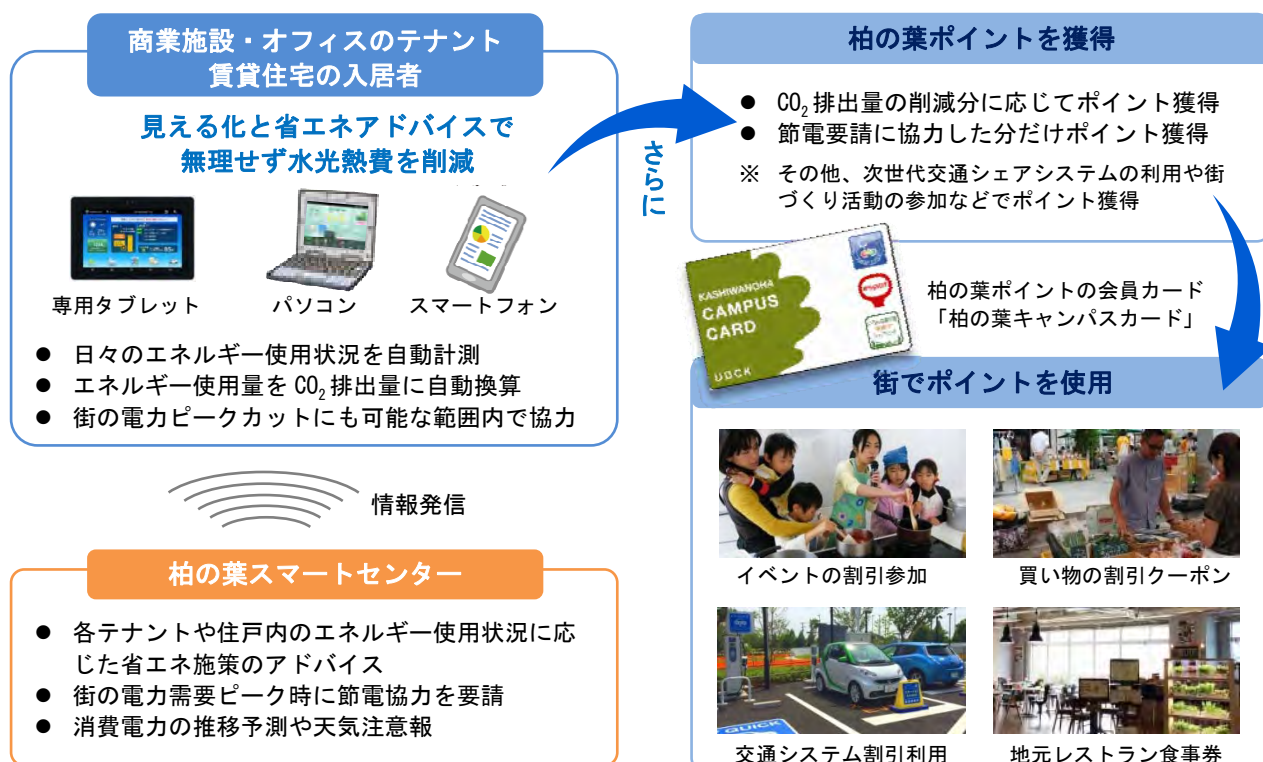 商業施設・オフィスのテナント
賃貸住宅の入居者
見える化と省エネアドバイスで
無理せず水光熱費を削減
専用タブレット
パソコン
スマートフォン
● 日々のエネルギー使用状況を自動計測
● エネルギー使用量を CO₂排出量に自動換算
● 街の電力ピークカットにも可能な範囲内で協力
情報発信
柏の葉スマートセンター
● 各テナントや住戸内のエネルギー使用状況に応
じた省エネ施策のアドバイス
● 街の電力需要ピーク時に節電協力を要請
● 消費電力の推移予測や天気注意報
さらに
柏の葉ポイントを獲得
● CO₂排出量の削減分に応じてポイント獲得
● 節電要請に協力した分だけポイント獲得
※ その他、次世代交通シェアシステムの利用や街
づくり活動の参加などでポイント獲得
KASHIWANOHA
CAMPUS
CARD
UDCK
柏の葉ポイントの会員カード
「柏の葉キャンパスカード」
街でポイントを使用
イベントの割引参加
買い物の割引クーポン
QUICK
交通システム割引利用
地元レストラン食事券